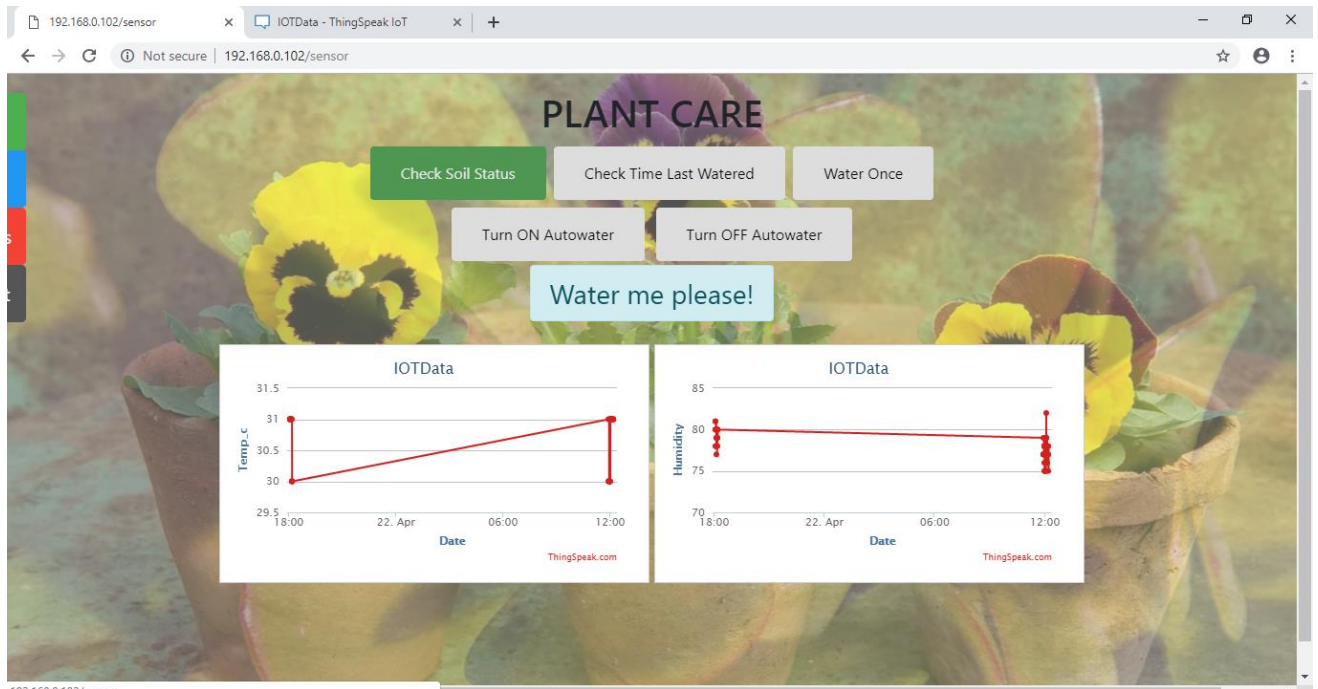 192.168.0.102/sensor
IOTData - ThingSpeak IoT
Not secure | 192.168.0.102/sensor
PLANT CARE
Check Soil Status
Check Time Last Watered
Water Once
Turn ON Autowater
Turn OFF Autowater
Water me please!
IOTData
31.5
31
30.5
30
29.5
Temp_c
18:00
22. Apr
06:00
12:00
Date
ThingSpeak.com
IOTData
85
80
75
70
Humidity
18:00
22. Apr
06:00
12:00
Date
ThingSpeak.com